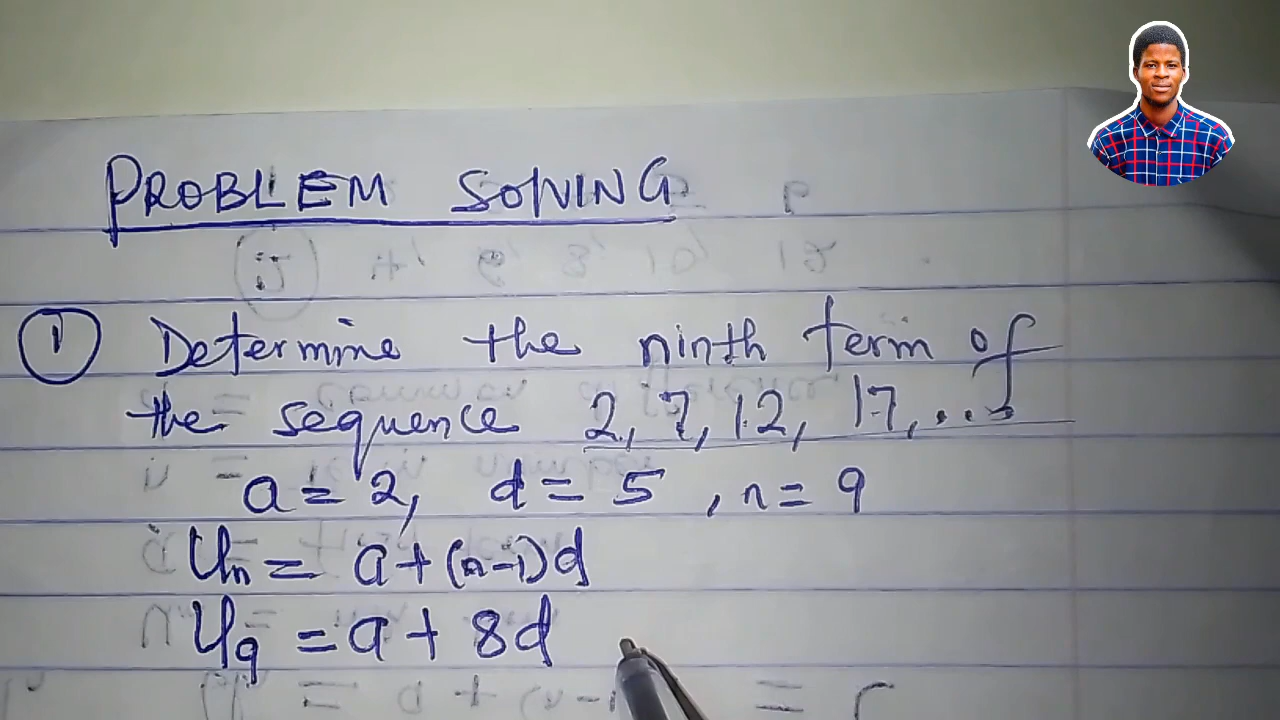 PROBLEM SOLVING
① Determine the ninth term of
the sequence 2, 7, 12, 17, ...
a = 2, d = 5, n = 9
Un = a + (n-1)d
U9 = a + 8d